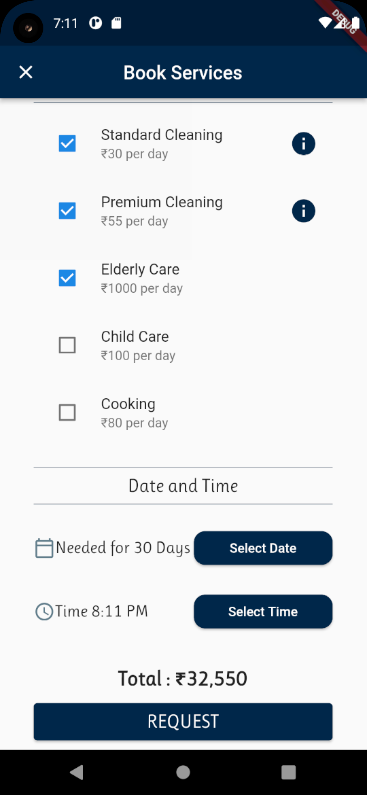 7:11
DEBUG
Book Services
Standard Cleaning
₹30 per day
Premium Cleaning
₹55 per day
Elderly Care
₹1000 per day
Child Care
₹100 per day
Cooking
₹80 per day
Date and Time
Needed for 30 Days Select Date
Time 8:11 PM Select Time
Total : ₹32,550
REQUEST